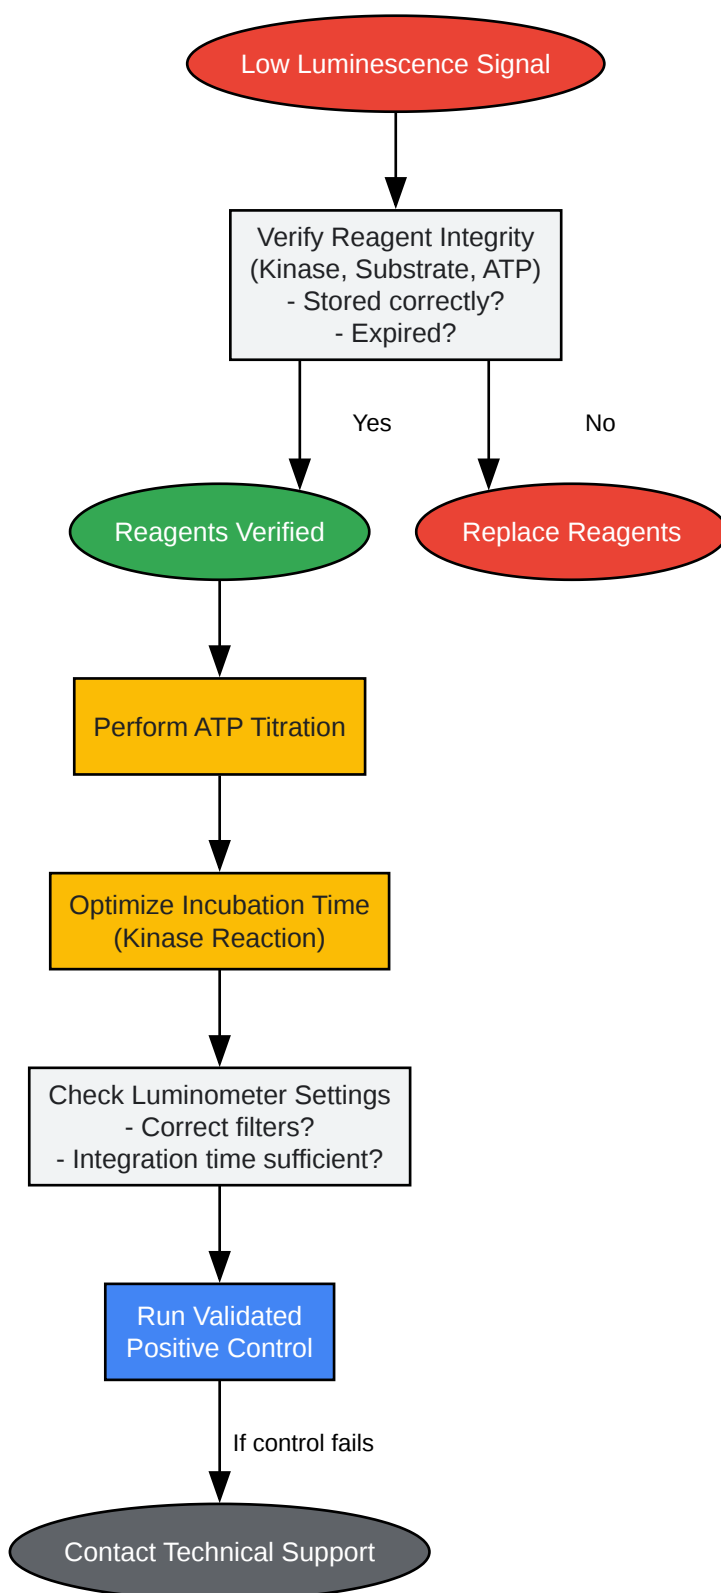 Low Luminescence Signal
Verify Reagent Integrity
(Kinase, Substrate, ATP)
- Stored correctly?
- Expired?
Yes
No
Reagents Verified
Replace Reagents
Perform ATP Titration
Optimize Incubation Time
(Kinase Reaction)
Check Luminometer Settings
- Correct filters?
- Integration time sufficient?
Run Validated
Positive Control
If control fails
Contact Technical Support